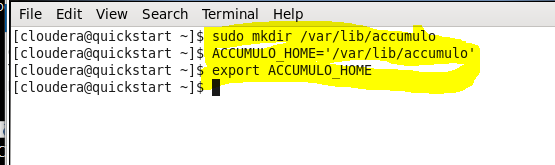 File Edit View Search Terminal Help
[cloudera@quickstart ~]$ sudo mkdir /var/lib/accumulo
[cloudera@quickstart ~]$ ACCUMULO_HOME='/var/lib/accumulo'
[cloudera@quickstart ~]$ export ACCUMULO_HOME
[cloudera@quickstart ~]$